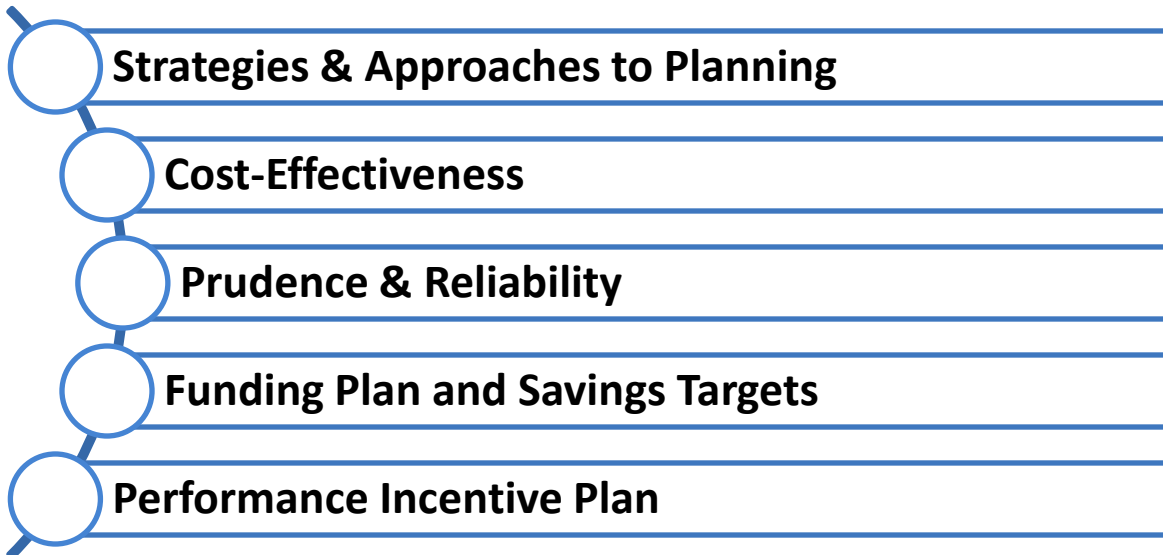 Strategies & Approaches to Planning
Cost-Effectiveness
Prudence & Reliability
Funding Plan and Savings Targets
Performance Incentive Plan